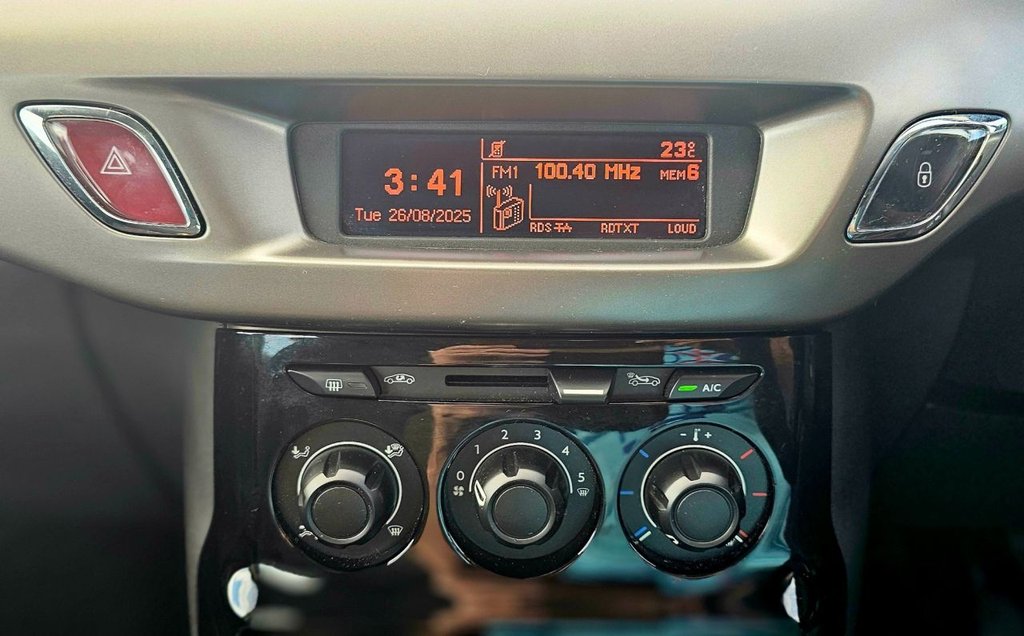 23°C
3:41
FM1 100.40 MHz MEM6
Tue 26/08/2025
RDS TA RDTXT LOUD
A/C
0 1 2 3 4 5
- +